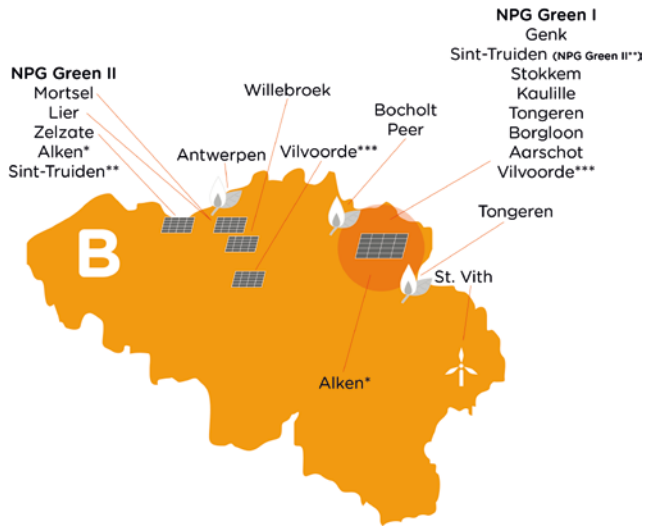 NPG Green I
Genk
Sint-Truiden (NPG Green II**)
Stokkem
Kaulille
Tongeren
Borgloon
Aarschot
Vilvoorde***
NPG Green II
Mortsel
Lier
Zelzate
Alken*
Sint-Truiden**
Willebroek
Antwerpen
Vilvoorde***
Bocholt
Peer
Tongeren
St. Vith
B
Alken*